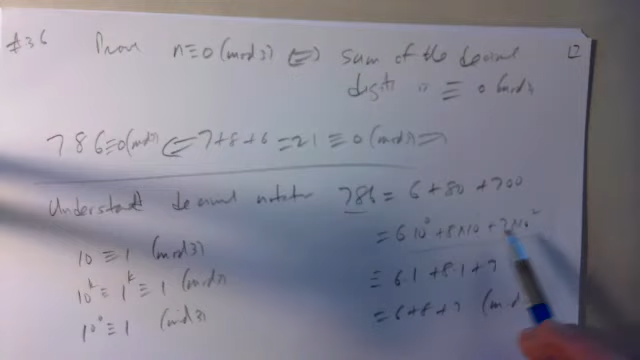 #36 Prove n≡0 (mod 3) ⇔ sum of the decimal 12
digits is ≡ 0 (mod 3)
786≡0 (mod 3) ⇐ 7+8+6 = 21 ≡ 0 (mod 3)
Understand decimal notation 786 = 6 + 80 + 700
= 6·10⁰ + 8×10 + 7×10²
10 ≡ 1 (mod 3)
≡ 6·1 + 8·1 + 7
10ᵏ ≡ 1ᵏ ≡ 1 (mod 3)
≡ 6+8+7 (mod
10⁰ ≡ 1 (mod 3)